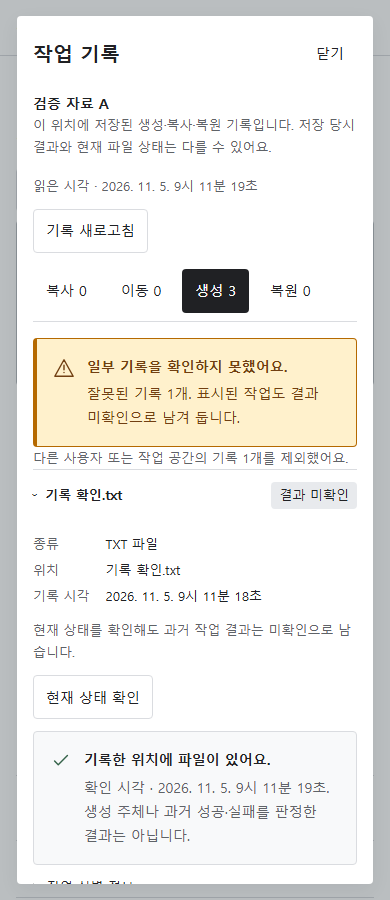 작업 기록
닫기
검증 자료 A
이 위치에 저장된 생성·복사·복원 기록입니다. 저장 당시
결과와 현재 파일 상태는 다를 수 있어요.
읽은 시각 · 2026. 11. 5. 9시 11분 19초
기록 새로고침
복사 0 이동 0 생성 3 복원 0
일부 기록을 확인하지 못했어요.
잘못된 기록 1개. 표시된 작업도 결과
미확인으로 남겨 둡니다.
다른 사용자 또는 작업 공간의 기록 1개를 제외했어요.
기록 확인.txt
결과 미확인
종류 TXT 파일
위치 기록 확인.txt
기록 시각 2026. 11. 5. 9시 11분 18초
현재 상태를 확인해도 과거 작업 결과는 미확인으로 남
습니다.
현재 상태 확인
기록한 위치에 파일이 있어요.
확인 시각 · 2026. 11. 5. 9시 11분 19초.
생성 주체나 과거 성공·실패를 판정한
결과는 아닙니다.